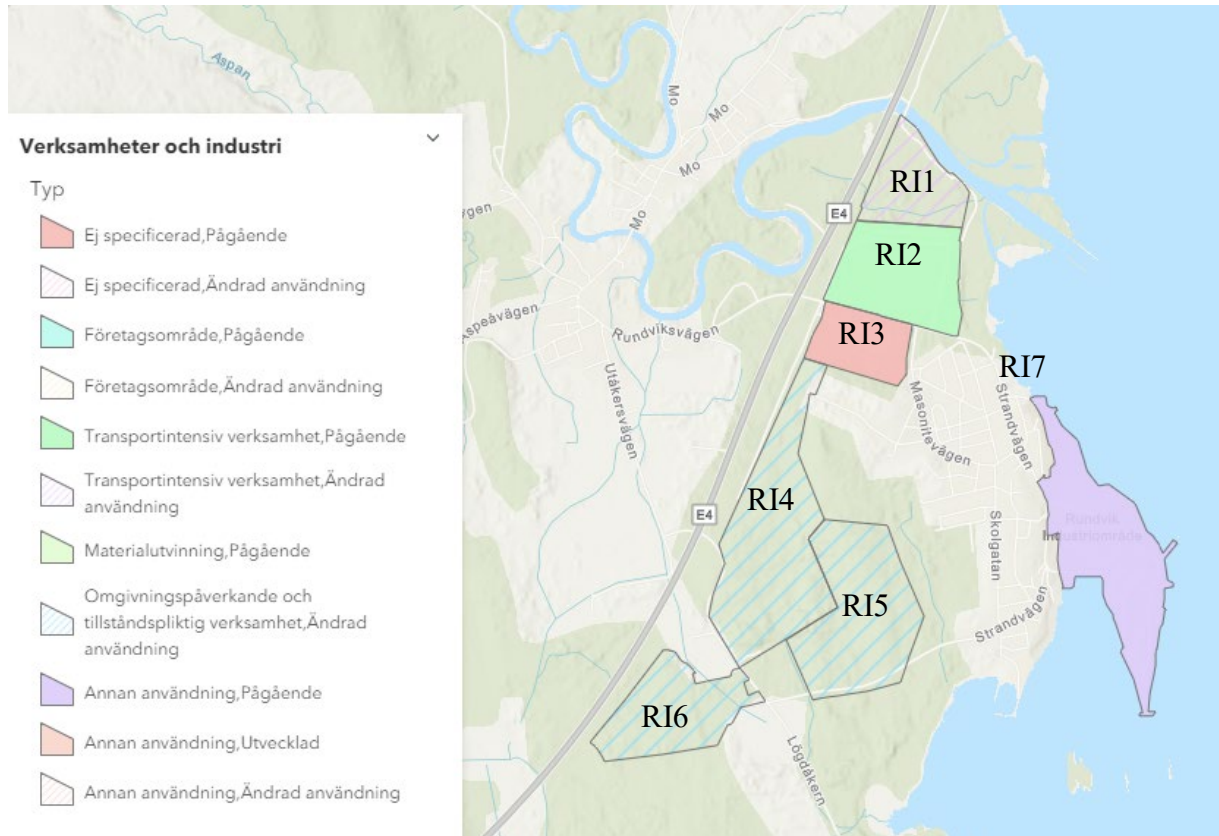 Aspan
Verksamheter och industri
Typ
Ej specificerad,Pågående
Ej specificerad,Ändrad användning
Företagsområde,Pågående
Företagsområde,Ändrad användning
Transportintensiv verksamhet,Pågående
Transportintensiv verksamhet,Ändrad
användning
Materialutvinning,Pågående
Omgivningspåverkande och
tillståndspliktig verksamhet,Ändrad
användning
Annan användning,Pågående
Annan användning,Utvecklad
Annan användning,Ändrad användning
Mo
Mo
Mo
Mo
E4
RI1
RI2
RI3
Aspeåvägen
Rundviksvägen
Utåkersvägen
RI7
Masonitevägen
Strandvägen
RI4
E4
Skolgatan
Rundvik
Industriområde
RI5
Strandvägen
RI6
Lögdåkern